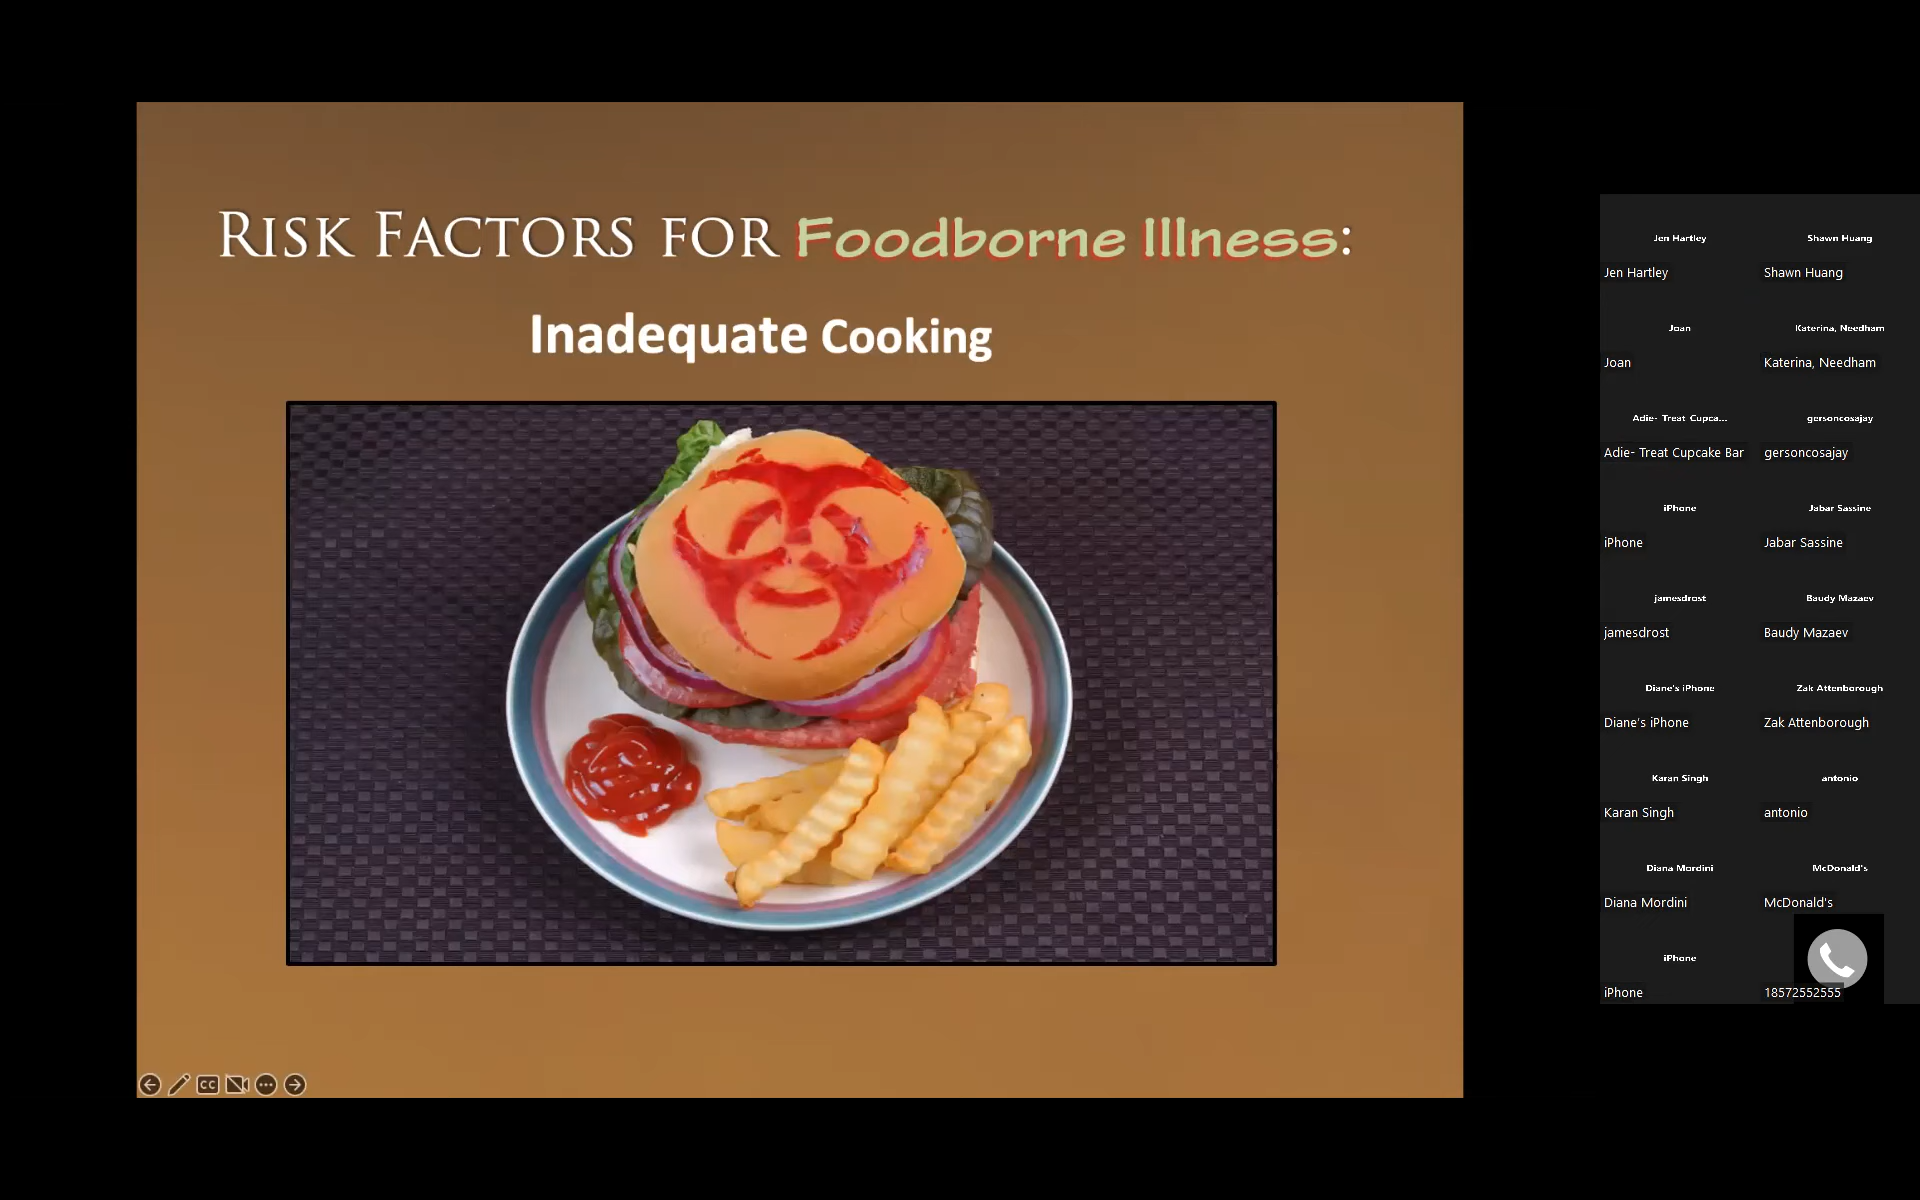 Risk Factors for Foodborne Illness:
Inadequate Cooking
CC
Jen Hartley
Jen Hartley
Shawn Huang
Shawn Huang
Joan
Joan
Katerina, Needham
Katerina, Needham
Adie- Treat Cupca...
Adie- Treat Cupcake Bar
gersoncosajay
gersoncosajay
iPhone
iPhone
Jabar Sassine
Jabar Sassine
jamesdrost
jamesdrost
Baudy Mazaev
Baudy Mazaev
Diane's iPhone
Diane's iPhone
Zak Attenborough
Zak Attenborough
Karan Singh
Karan Singh
antonio
antonio
Diana Mordini
Diana Mordini
McDonald's
McDonald's
iPhone
iPhone
18572552555